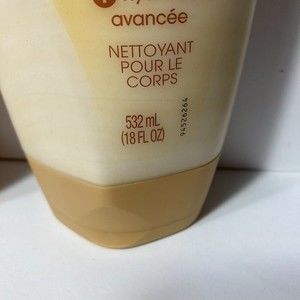 avancée
NETTOYANT
POUR LE
CORPS
532 mL
(18 FL OZ)
94526264